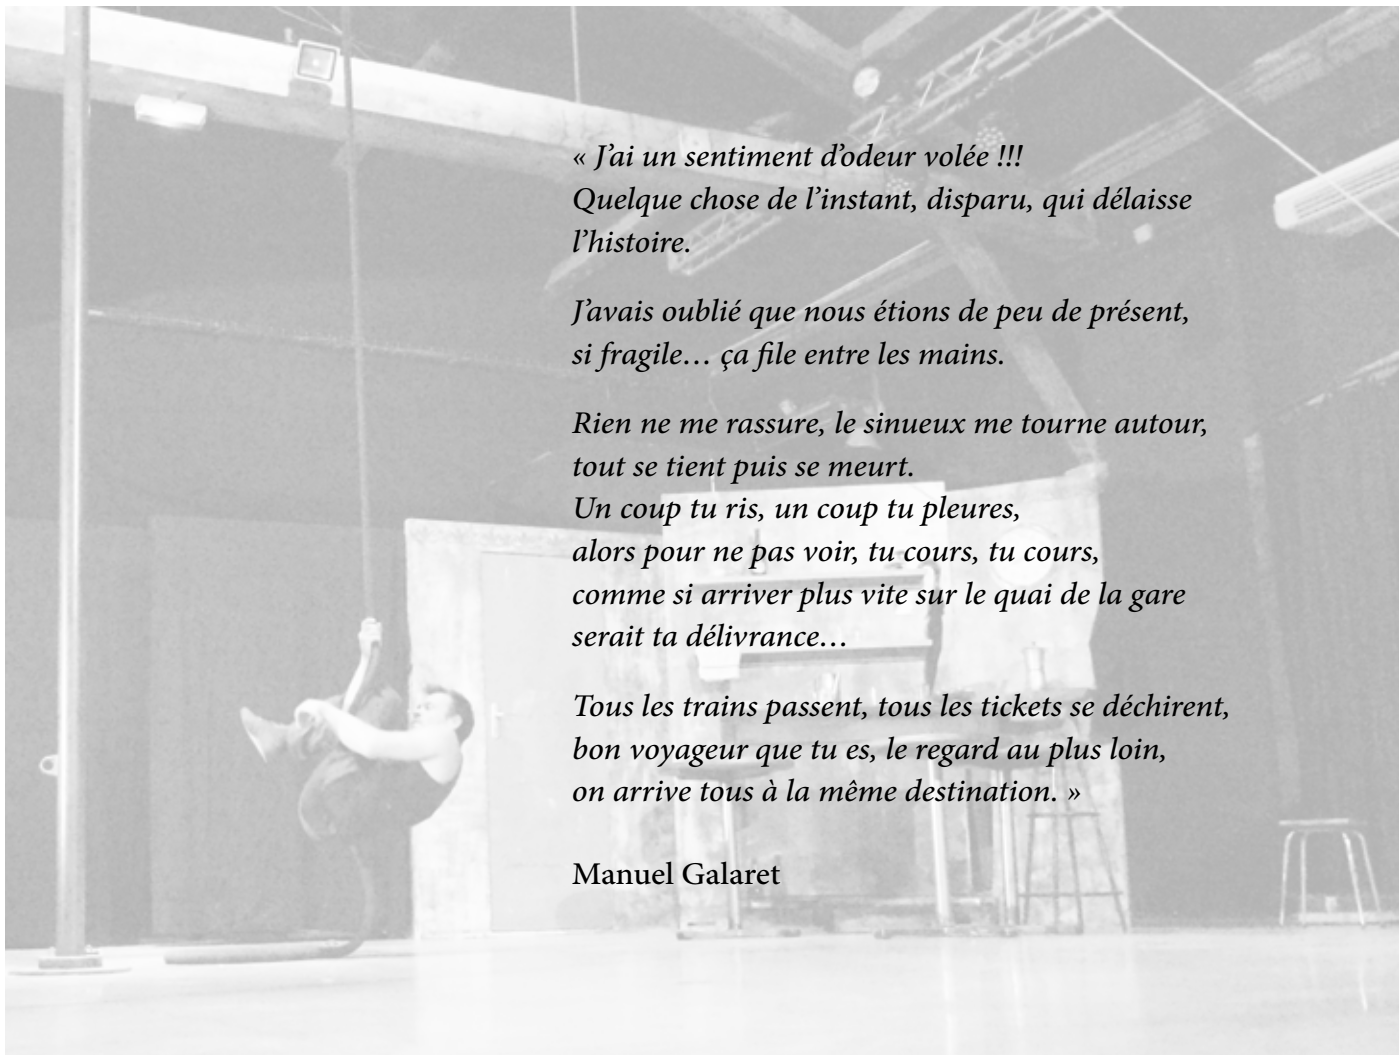 « J’ai un sentiment d’odeur volée !!!
Quelque chose de l’instant, disparu, qui délaisse
l’histoire.
J’avais oublié que nous étions de peu de présent,
si fragile… ça file entre les mains.
Rien ne me rassure, le sinueux me tourne autour,
tout se tient puis se meurt.
Un coup tu ris, un coup tu pleures,
alors pour ne pas voir, tu cours, tu cours,
comme si arriver plus vite sur le quai de la gare
serait ta délivrance…
Tous les trains passent, tous les tickets se déchirent,
bon voyageur que tu es, le regard au plus loin,
on arrive tous à la même destination. »
Manuel Galaret